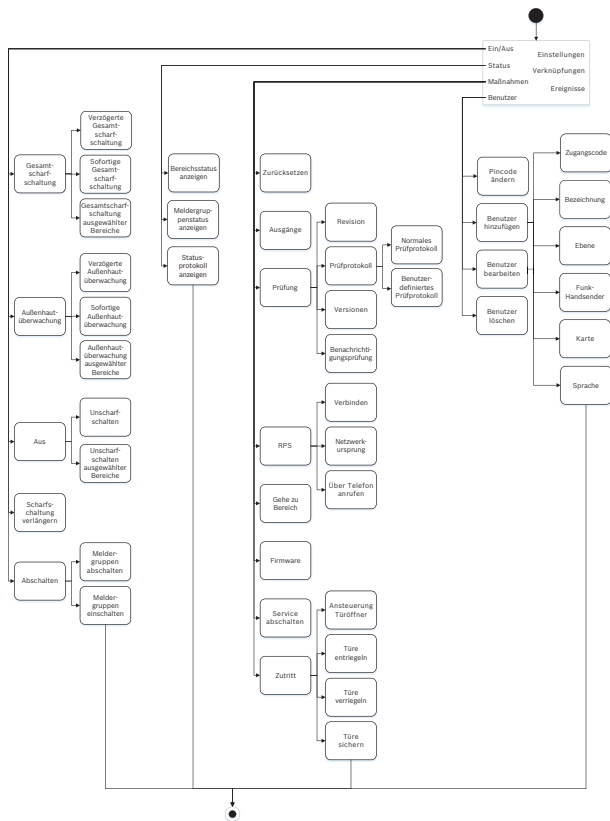 Ein/Aus
Einstellungen
Status
Verknüpfungen
Maßnahmen
Ereignisse
Benutzer
Gesamt-
scharf-
schaltung
Verzögerte
Gesamt-
scharf-
schaltung
Sofortige
Gesamt-
scharf-
schaltung
Gesamtscharf-
schaltung
ausgewählter
Bereiche
Außenhaut-
überwachung
Verzögerte
Außenhaut-
überwachung
Sofortige
Außenhaut-
überwachung
Außenhaut-
überwachung
ausgewählter
Bereiche
Aus
Unscharf-
schalten
Unscharf-
schalten
ausgewählter
Bereiche
Scharfs-
chaltung
verlängern
Abschalten
Melder-
gruppen
abschalten
Melder-
gruppen
einschalten
Bereichsstatus
anzeigen
Meldergrup-
penstatus
anzeigen
Status-
protokoll
anzeigen
Zurücksetzen
Ausgänge
Prüfung
Revision
Prüfprotokoll
Normales
Prüfprotokoll
Benutzer-
definiertes
Prüfprotokoll
Versionen
Benachrichti-
gungsprüfung
RPS
Verbinden
Netzwerk-
ursprung
Über Telefon
anrufen
Gehe zu
Bereich
Firmware
Service
abschalten
Zutritt
Ansteuerung
Türöffner
Türe
entriegeln
Türe
verriegeln
Türe
sichern
Pincode
ändern
Benutzer
hinzufügen
Benutzer
bearbeiten
Benutzer
löschen
Zugangscode
Bezeichnung
Ebene
Funk-
Handsender
Karte
Sprache